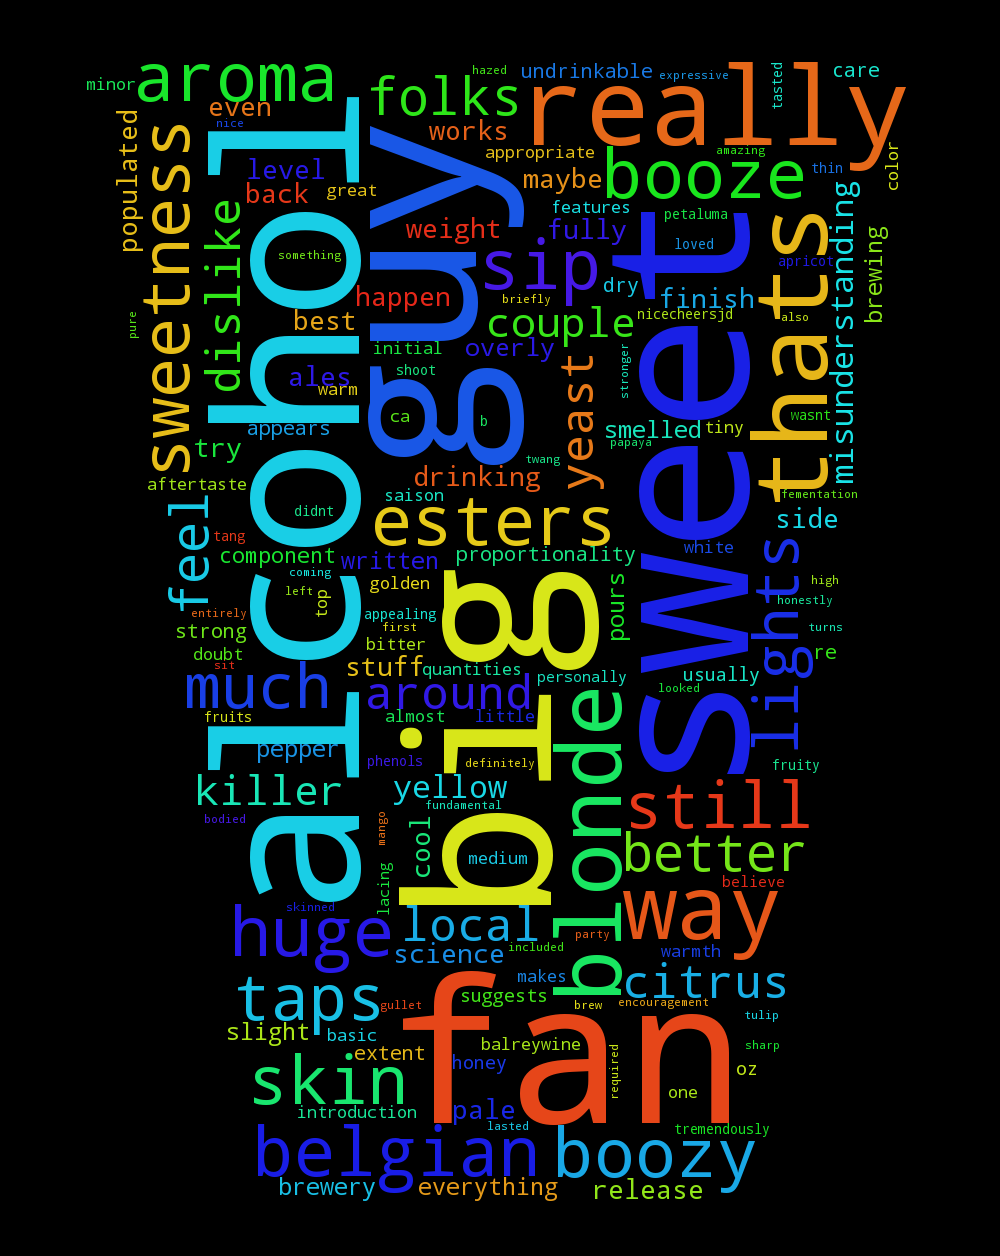 hazed
undrinkable
expressive
really
tasted
care
minor
aroma
folks
even
nice
works
populated
sweetness
alcohol
guy
appropriate
booze
amazing
thin
color
level
back
great
maybe
dislike
features
petaluma
misunderstanding
weight
fully
sweet
thats
brewing
something
sip
loved
apricot
happen
briefly
dry
finish
pure
best
couple
nicecheersjd
also
initial
overly
ales
warm
shoot
yeast
stronger
ca
b
wasnt
appears
smelled
tiny
try
papaya
twang
aftertaste
drinking
saison
fementation
feel
didnt
esters
side
tang
component
written
proportionality
white
lights
coming
golden
big
pours
high
left
top
entirely
appealing
honestly
strong
first
turns
doubt
bitter
re
sit
stuff
quantities
personally
usually
much
around
looked
fruits
almost
little
blonde
pepper
phenols
definitely
fruity
killer
yellow
still
bodied
fundamental
mango
cool
medium
better
lacing
believe
skinned
way
huge
local
party
science
included
warmth
taps
makes
citrus
suggests
gullet
brew
encouragement
slight
basic
fan
tulip
extent
balreywine
sharp
skin
honey
required
oz
one
introduction
pale
belgian
lasted
boozy
tremendously
brewery
everything
release